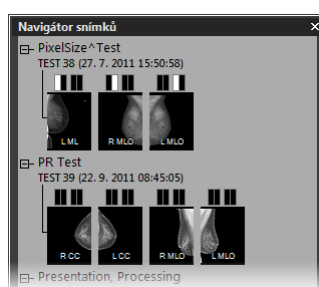 Navigátor snímků
PixelSize^Test
TEST 38 (27. 7. 2011 15:50:58)
L ML R MLO L MLO
PR Test
TEST 39 (22. 9. 2011 08:45:05)
R CC L CC R MLO L MLO
Presentation, Processing